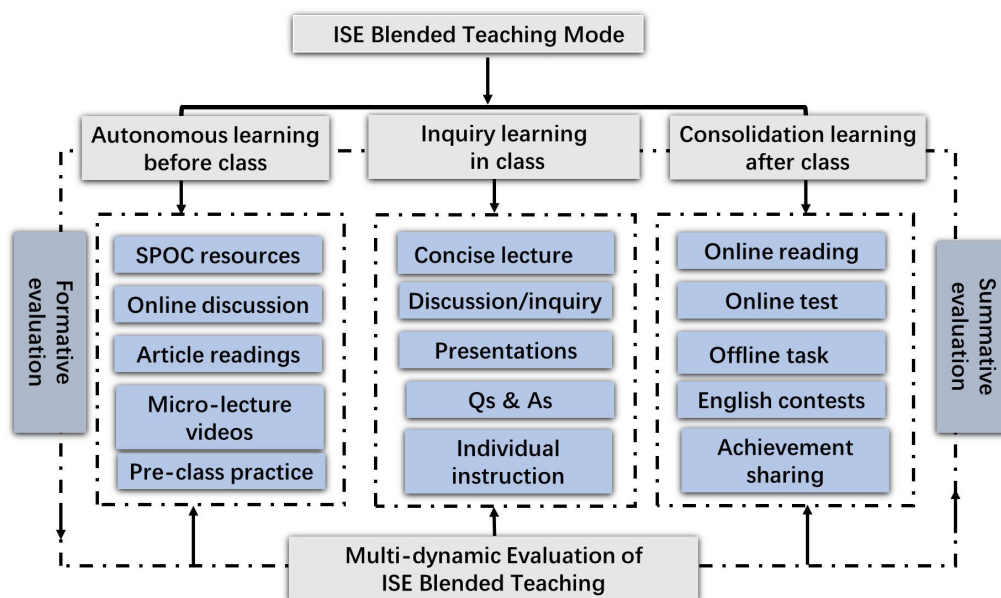 ISE Blended Teaching Mode
Autonomous learning
before class
Inquiry learning
in class
Consolidation learning
after class
Formative
evaluation
SPOC resources
Online discussion
Article readings
Micro-lecture
videos
Pre-class practice
Concise lecture
Discussion/inquiry
Presentations
Qs & As
Individual
instruction
Online reading
Online test
Offline task
English contests
Achievement
sharing
Summative
evaluation
Multi-dynamic Evaluation of
ISE Blended Teaching